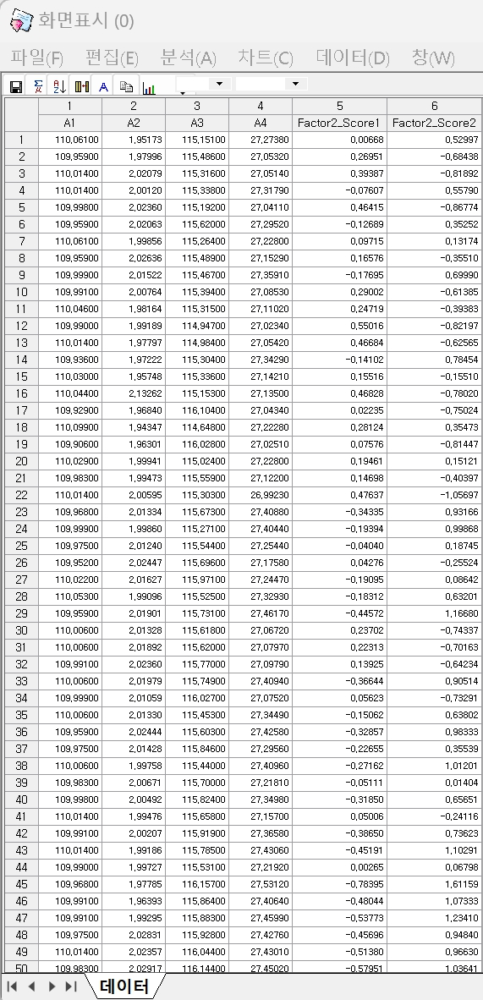 화면표시 (0)
파일(F) 편집(E) 분석(A) 차트(C) 데이터(D) 창(W)
1 2 3 4 5 6
A1 A2 A3 A4 Factor2_Score1 Factor2_Score2
1 110,06100 1,95173 115,15100 27,27380 0,00668 0,52997
2 109,95900 1,97996 115,48600 27,05320 0,26951 -0,68438
3 110,01400 2,02079 115,31600 27,05140 0,39387 -0,81892
4 110,01400 2,00120 115,33800 27,31790 -0,07607 0,55790
5 109,99800 2,02360 115,19200 27,04110 0,46415 -0,86774
6 109,95900 2,02063 115,62000 27,29520 -0,12689 0,35252
7 110,06100 1,99856 115,26400 27,22800 0,09715 0,13174
8 109,95900 2,02636 115,48900 27,15290 0,16576 -0,35510
9 109,99900 2,01522 115,46700 27,35910 -0,17695 0,69990
10 109,99100 2,00764 115,39400 27,08530 0,29002 -0,61385
11 110,04600 1,98164 115,31500 27,11020 0,24719 -0,39383
12 109,99000 1,99189 114,94700 27,02340 0,55016 -0,82197
13 110,01400 1,97797 114,98400 27,05420 0,46684 -0,62565
14 109,93600 1,97222 115,30400 27,34290 -0,14102 0,78454
15 110,03000 1,95748 115,33600 27,14210 0,15516 -0,15510
16 110,04400 2,13262 115,15300 27,13500 0,46828 -0,78020
17 109,92900 1,96840 116,10400 27,04340 0,02235 -0,75024
18 110,09900 1,94347 114,64800 27,22280 0,28124 0,35473
19 109,90600 1,96301 116,02800 27,02510 0,07576 -0,81447
20 110,02900 1,99941 115,02400 27,22800 0,19461 0,15121
21 109,98300 1,99473 115,55900 27,12200 0,14698 -0,40397
22 110,01400 2,00595 115,30300 26,99230 0,47637 -1,05697
23 109,96800 2,01334 115,67300 27,40880 -0,34335 0,93166
24 109,99900 1,99860 115,27100 27,40440 -0,19394 0,99868
25 109,97500 2,01240 115,54400 27,25440 -0,04040 0,18745
26 109,95200 2,02447 115,69600 27,17580 0,04276 -0,25524
27 110,02200 2,01627 115,97100 27,24470 -0,19095 0,08642
28 110,05300 1,99096 115,52500 27,32930 -0,18312 0,63201
29 109,95900 2,01901 115,73100 27,46170 -0,44572 1,16680
30 110,00600 2,01328 115,61800 27,06720 0,23702 -0,74337
31 110,00600 2,01892 115,62000 27,07970 0,22313 -0,70163
32 109,99100 2,02360 115,77000 27,09790 0,13925 -0,64234
33 110,00600 2,01979 115,74900 27,40940 -0,36644 0,90514
34 109,99900 2,01059 116,02700 27,07520 0,05623 -0,73291
35 110,00600 2,01330 115,45300 27,34490 -0,15062 0,63802
36 109,95900 2,02444 115,60300 27,42580 -0,32857 0,98333
37 109,97500 2,01428 115,84600 27,29560 -0,22655 0,35539
38 110,00600 1,99758 115,44000 27,40960 -0,27162 1,01201
39 109,98300 2,00671 115,70000 27,21810 -0,05111 0,01404
40 109,99800 2,00492 115,82400 27,34980 -0,31850 0,65651
41 110,01400 1,99476 115,65800 27,15700 0,05006 -0,24116
42 109,99100 2,00207 115,91900 27,36580 -0,38650 0,73623
43 110,01400 1,99186 115,78500 27,43060 -0,45191 1,10291
44 109,99000 1,99727 115,53100 27,21920 0,00265 0,06798
45 109,96800 1,97785 116,15700 27,53120 -0,78395 1,61159
46 109,99100 1,96393 115,86400 27,40640 -0,48044 1,07333
47 109,99100 1,99295 115,88300 27,45990 -0,53773 1,23410
48 109,97500 2,02831 115,92800 27,42760 -0,45696 0,94840
49 110,01400 2,02357 116,04400 27,43010 -0,51380 0,96630
50 109,98300 2,02917 116,14400 27,45020 -0,57951 1,03641
데이터